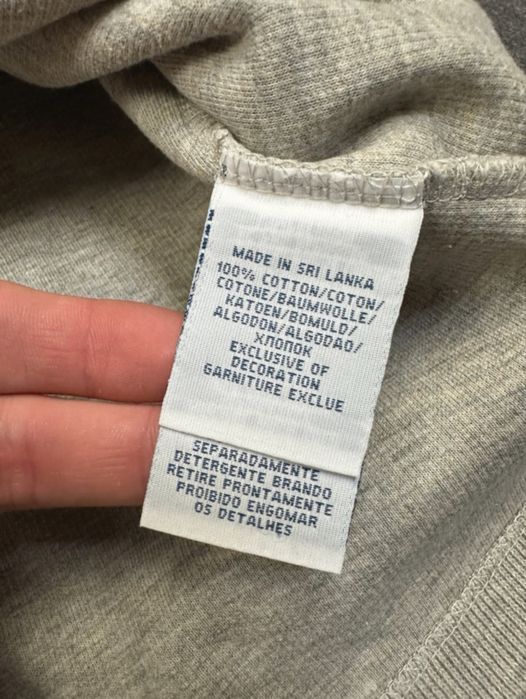 MADE IN SRI LANKA
100% COTTON/COTON/
COTONE/BAUMWOLLE/
KATOEN/BOMULD/
ALGODON/ALGODAO/
ХЛОПОК
EXCLUSIVE OF
DECORATION
GARNITURE EXCLUE
SEPARADAMENTE
DETERGENTE BRANDO
RETIRE PRONTAMENTE
PROIBIDO ENGOMAR
OS DETALHES